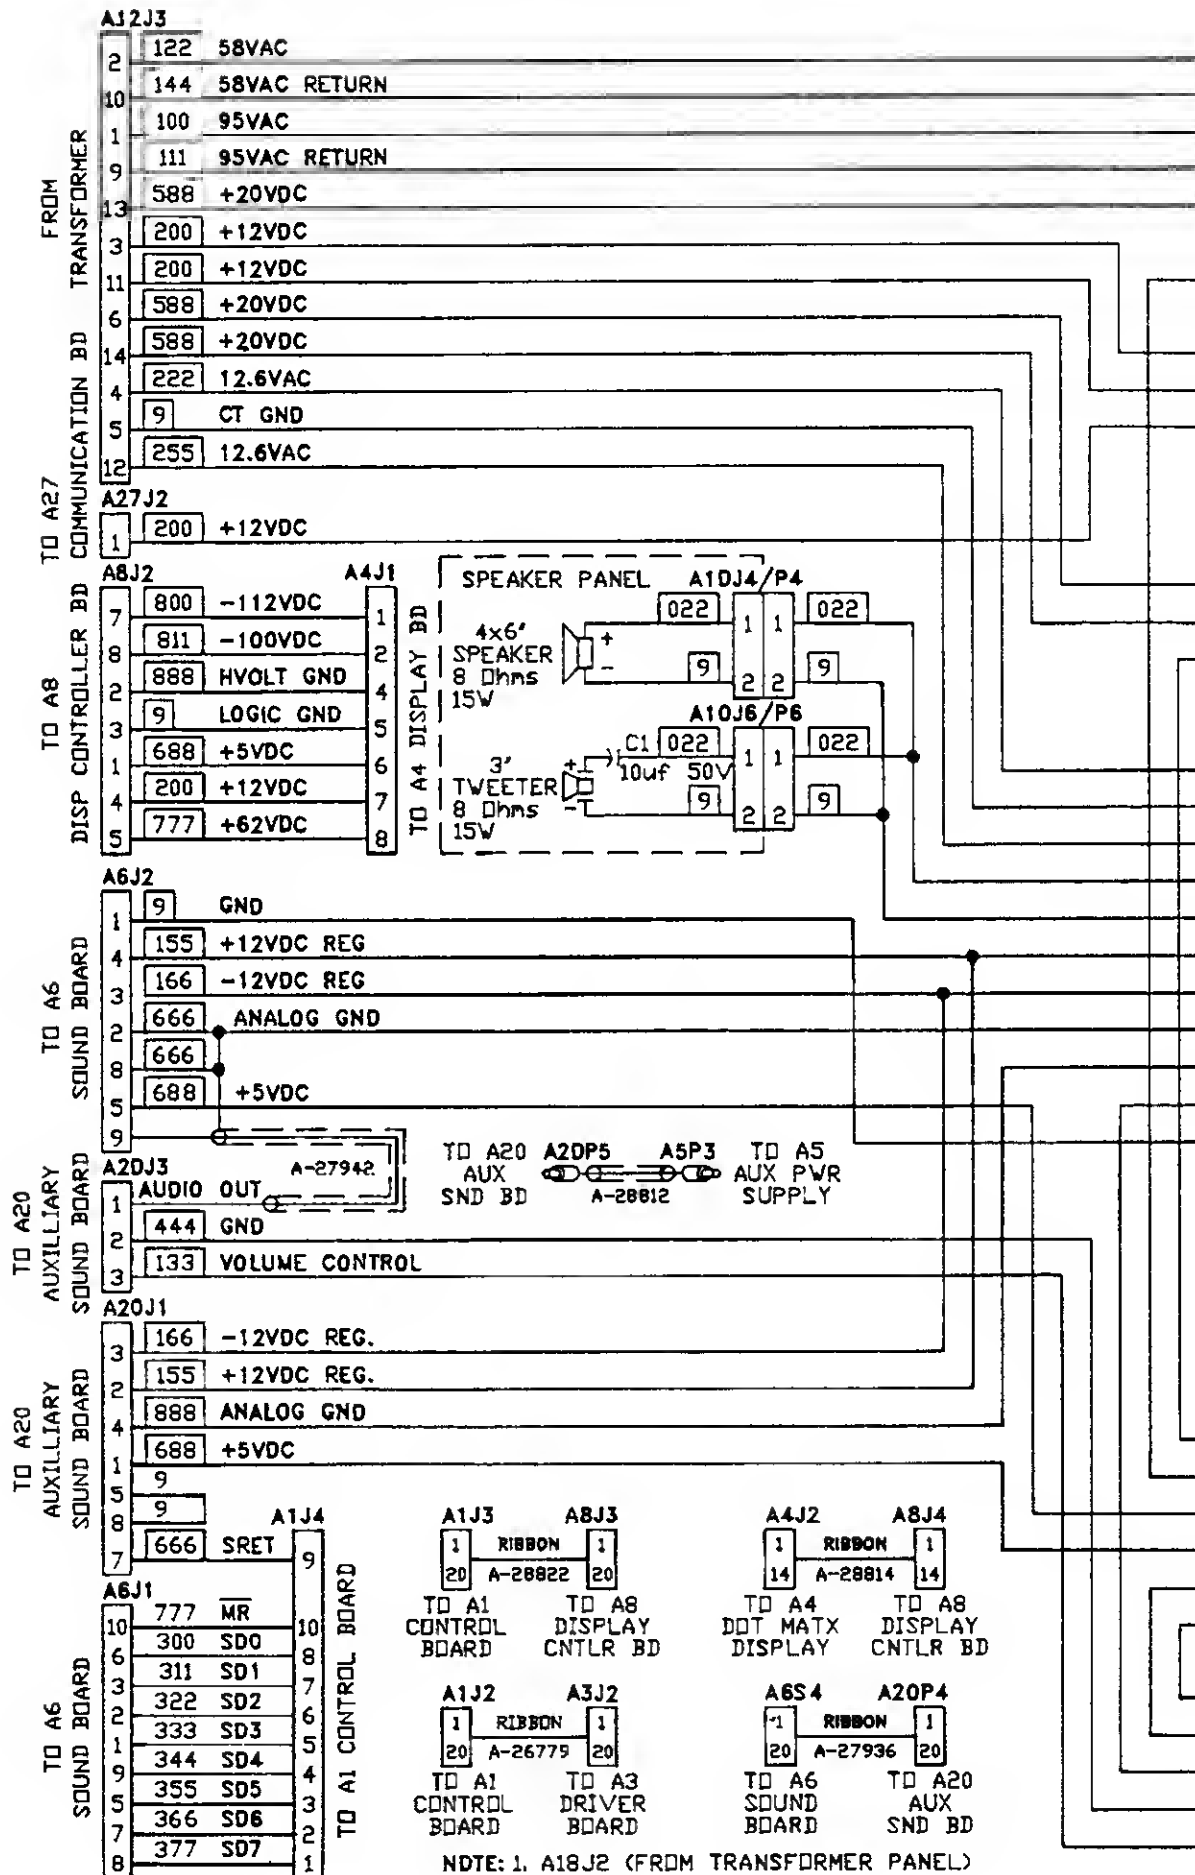 A12J3
FROM TRANSFORMER
2 122 58VAC
10 144 58VAC RETURN
1 100 95VAC
9 111 95VAC RETURN
13 588 +20VDC
3 200 +12VDC
11 200 +12VDC
6 588 +20VDC
14 588 +20VDC
4 222 12.6VAC
5 9 CT GND
12 255 12.6VAC
TO A27
COMMUNICATION BD
A27J2
1 200 +12VDC
TO A8
DISP CONTROLLER BD
A8J2 A4J1
7 800 -112VDC 1
8 811 -100VDC 2
2 888 HVOLT GND 4
3 9 LOGIC GND 5
1 688 +5VDC 6
4 200 +12VDC 7
5 777 +62VDC 8
TO A4 DISPLAY BD
SPEAKER PANEL A10J4/P4
4x6"
SPEAKER
8 Ohms
15W
+ 022 1 1 022
- 9 2 2 9
A10J6/P6
3"
TWEETER
8 Ohms
15W
+ C1 022 1 1 022
10uf 50V
- 9 2 2 9
TO A6
SOUND BOARD
A6J2
1 9 GND
4 155 +12VDC REG
3 166 -12VDC REG
2 666 ANALOG GND
8 666
5 688 +5VDC
9
A-27942
TO A20
AUX
SND BD
A20P5 A5P3
A-28812
TO A5
AUX PWR
SUPPLY
TO A20
AUXILLIARY
SOUND BOARD
A20J3
1 AUDIO OUT
2 444 GND
3 133 VOLUME CONTROL
TO A20
AUXILLIARY
SOUND BOARD
A20J1
3 166 -12VDC REG.
2 155 +12VDC REG.
4 888 ANALOG GND
1 688 +5VDC
5 9
8 9
A1J4
7 666 SRET 9
TO A6
SOUND BOARD
A6J1
10 777 MR 10
6 300 SD0 8
3 311 SD1 7
2 322 SD2 6
1 333 SD3 5
9 344 SD4 4
5 355 SD5 3
7 366 SD6 2
8 377 SD7 1
TO A1 CONTROL BOARD
A1J3 A8J3
1 RIBBON 1
20 A-28822 20
TO A1
CONTROL
BOARD
TO A8
DISPLAY
CNTLR BD
A4J2 A8J4
1 RIBBON 1
14 A-28814 14
TO A4
DOT MATX
DISPLAY
TO A8
DISPLAY
CNTLR BD
A1J2 A3J2
1 RIBBON 1
20 A-26779 20
TO A1
CONTROL
BOARD
TO A3
DRIVER
BOARD
A6S4 A20P4
1 RIBBON 1
20 A-27936 20
TO A6
SOUND
BOARD
TO A20
AUX
SND BD
NOTE: 1. A18J2 (FROM TRANSFORMER PANEL)